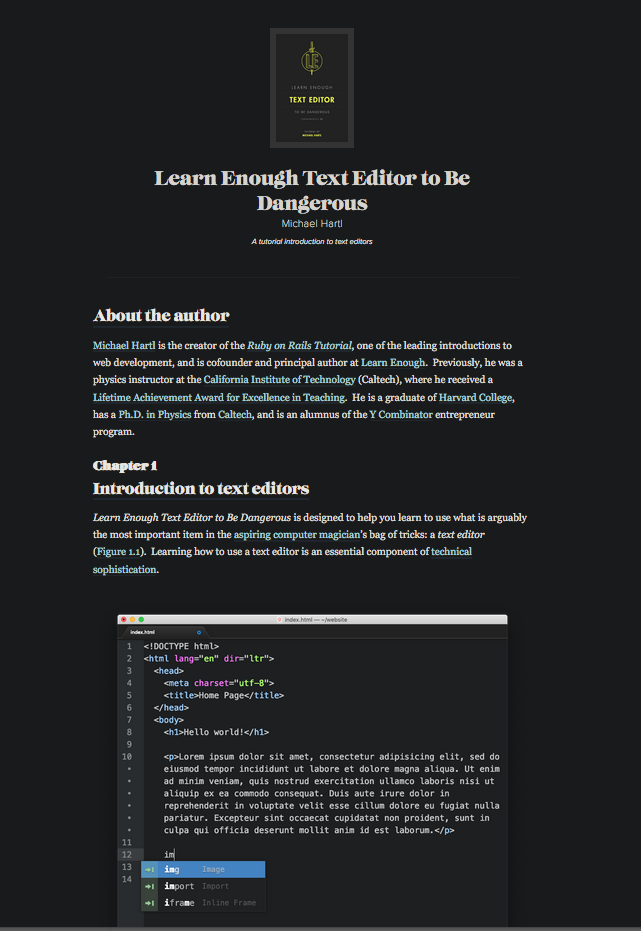 LE
LEARN ENOUGH
TEXT EDITOR
TO BE DANGEROUS
MICHAEL HARTL
Learn Enough Text Editor to Be
Dangerous
Michael Hartl
A tutorial introduction to text editors
About the author
Michael Hartl is the creator of the Ruby on Rails Tutorial, one of the leading introductions to
web development, and is cofounder and principal author at Learn Enough. Previously, he was a
physics instructor at the California Institute of Technology (Caltech), where he received a
Lifetime Achievement Award for Excellence in Teaching. He is a graduate of Harvard College,
has a Ph.D. in Physics from Caltech, and is an alumnus of the Y Combinator entrepreneur
program.
Chapter 1
Introduction to text editors
Learn Enough Text Editor to Be Dangerous is designed to help you learn to use what is arguably
the most important item in the aspiring computer magician's bag of tricks: a text editor
(Figure 1.1). Learning how to use a text editor is an essential component of technical
sophistication.
index.html — ~/website
index.html
1 <!DOCTYPE html>
2 <html lang="en" dir="ltr">
3 <head>
4 <meta charset="utf-8">
5 <title>Home Page</title>
6 </head>
7 <body>
8 <h1>Hello world!</h1>
9
10 <p>Lorem ipsum dolor sit amet, consectetur adipisicing elit, sed do
• eiusmod tempor incididunt ut labore et dolore magna aliqua. Ut enim
• ad minim veniam, quis nostrud exercitation ullamco laboris nisi ut
• aliquip ex ea commodo consequat. Duis aute irure dolor in
• reprehenderit in voluptate velit esse cillum dolore eu fugiat nulla
• pariatur. Excepteur sint occaecat cupidatat non proident, sunt in
• culpa qui officia deserunt mollit anim id est laborum.</p>
11
12 im
13 img Image
14 import Import
iframe Inline Frame